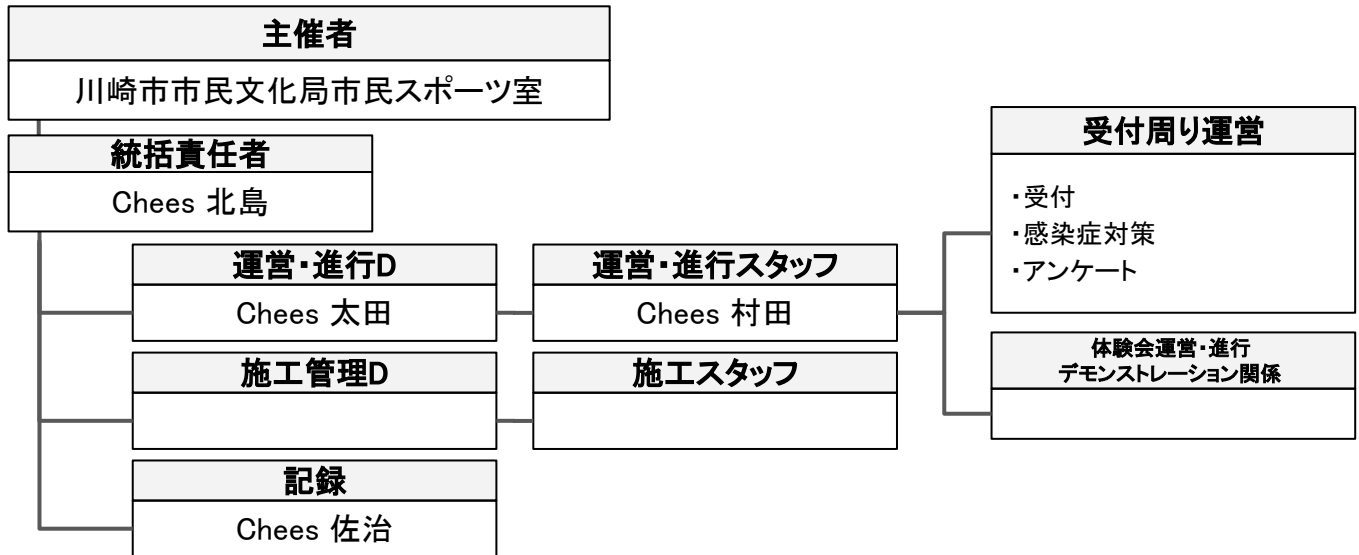 主催者
川崎市市民文化局市民スポーツ室
統括責任者
Chees 北島
運営・進行D
Chees 太田
運営・進行スタッフ
Chees 村田
受付周り運営
・受付
・感染症対策
・アンケート
体験会運営・進行
デモンストレーション関係
施工管理D
施工スタッフ
記録
Chees 佐治